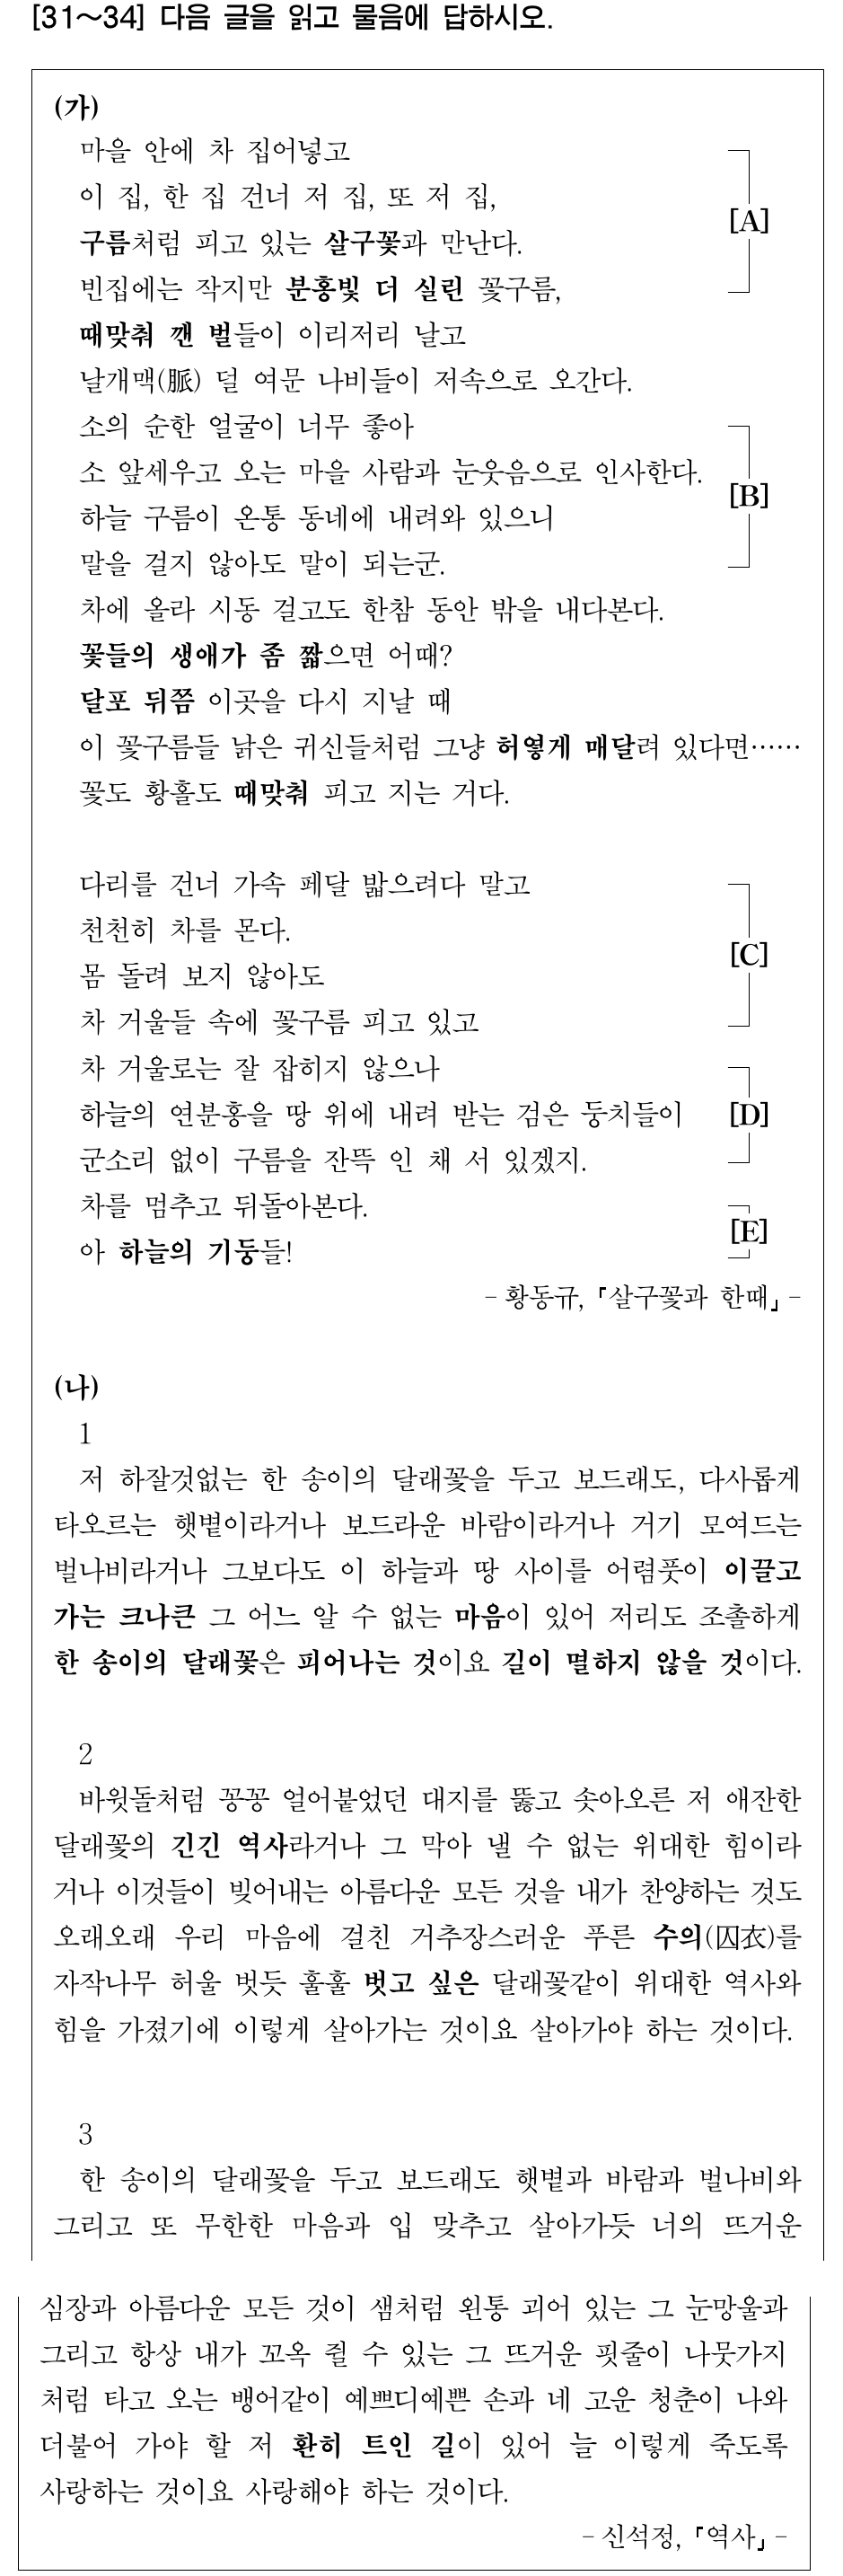 [31~34] 다음 글을 읽고 물음에 답하시오.
(가)
마을 안에 차 집어넣고
이 집, 한 집 건너 저 집, 또 저 집,
구름처럼 피고 있는 살구꽃과 만난다.
빈집에는 작지만 분홍빛 더 실린 꽃구름,
[A]
때맞춰 깬 벌들이 이리저리 날고
날개맥(脈) 덜 여문 나비들이 저속으로 오간다.
소의 순한 얼굴이 너무 좋아
소 앞세우고 오는 마을 사람과 눈웃음으로 인사한다.
하늘 구름이 온통 동네에 내려와 있으니
말을 걸지 않아도 말이 되는군.
[B]
차에 올라 시동 걸고도 한참 동안 밖을 내다본다.
꽃들의 생애가 좀 짧으면 어때?
달포 뒤쯤 이곳을 다시 지날 때
이 꽃구름들 낡은 귀신들처럼 그냥 허옇게 매달려 있다면……
꽃도 황홀도 때맞춰 피고 지는 거다.
다리를 건너 가속 페달 밟으려다 말고
천천히 차를 몬다.
몸 돌려 보지 않아도
차 거울들 속에 꽃구름 피고 있고
[C]
차 거울로는 잘 잡히지 않으나
하늘의 연분홍을 땅 위에 내려 받는 검은 둥치들이
군소리 없이 구름을 잔뜩 인 채 서 있겠지.
[D]
차를 멈추고 뒤돌아본다.
아 하늘의 기둥들!
[E]
- 황동규, 「살구꽃과 한때」 -
(나)
1
저 하잘것없는 한 송이의 달래꽃을 두고 보드래도, 다사롭게
타오르는 햇볕이라거나 보드라운 바람이라거나 거기 모여드는
벌나비라거나 그보다도 이 하늘과 땅 사이를 어렴풋이 이끌고
가는 크나큰 그 어느 알 수 없는 마음이 있어 저리도 조촐하게
한 송이의 달래꽃은 피어나는 것이요 길이 멸하지 않을 것이다.
2
바윗돌처럼 꽁꽁 얼어붙었던 대지를 뚫고 솟아오른 저 애잔한
달래꽃의 긴긴 역사라거나 그 막아 낼 수 없는 위대한 힘이라
거나 이것들이 빚어내는 아름다운 모든 것을 내가 찬양하는 것도
오래오래 우리 마음에 걸친 거추장스러운 푸른 수의(囚衣)를
자작나무 허울 벗듯 훌훌 벗고 싶은 달래꽃같이 위대한 역사와
힘을 가졌기에 이렇게 살아가는 것이요 살아가야 하는 것이다.
3
한 송이의 달래꽃을 두고 보드래도 햇볕과 바람과 벌나비와
그리고 또 무한한 마음과 입 맞추고 살아가듯 너의 뜨거운
심장과 아름다운 모든 것이 샘처럼 왼통 괴어 있는 그 눈망울과
그리고 항상 내가 꼬옥 쥘 수 있는 그 뜨거운 핏줄이 나뭇가지
처럼 타고 오는 뱅어같이 예쁘디예쁜 손과 네 고운 청춘이 나와
더불어 가야 할 저 환히 트인 길이 있어 늘 이렇게 죽도록
사랑하는 것이요 사랑해야 하는 것이다.
- 신석정, 「역사」 -